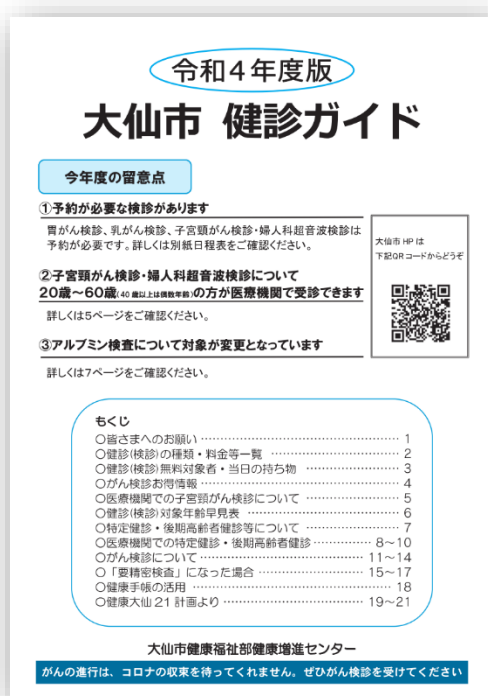 令和４年度版
大仙市 健診ガイド
今年度の留意点
①予約が必要な検診があります
胃がん検診、乳がん検診、子宮頸がん検診・婦人科超音波検診は
予約が必要です。詳しくは別紙日程表をご確認ください。
大仙市 HP は
下記QRコードからどうぞ
②子宮頸がん検診・婦人科超音波検診について
20歳～60歳(40 歳以上は偶数年齢)の方が医療機関で受診できます
詳しくは5ページをご確認ください。
③アルブミン検査について対象が変更となっています
詳しくは7ページをご確認ください。
もくじ
○皆さまへのお願い ………………………………………… 1
○健診(検診)の種類・料金等一覧 ………………………… 2
○健診(検診)無料対象者・当日の持ち物 ………………… 3
○がん検診お得情報 ………………………………………… 4
○医療機関での子宮頸がん検診について ………………… 5
○健診(検診)対象年齢早見表 ……………………………… 6
○特定健診・後期高齢者健診等について ………………… 7
○医療機関での特定健診・後期高齢者健診 ………… 8～10
○がん検診について …………………………………… 11～14
○「要精密検査」になった場合 ……………………… 15～17
○健康手帳の活用 …………………………………………… 18
○健康大仙 21 計画より ……………………………… 19～21
大仙市健康福祉部健康増進センター
がんの進行は、コロナの収束を待ってくれません。ぜひがん検診を受けてください